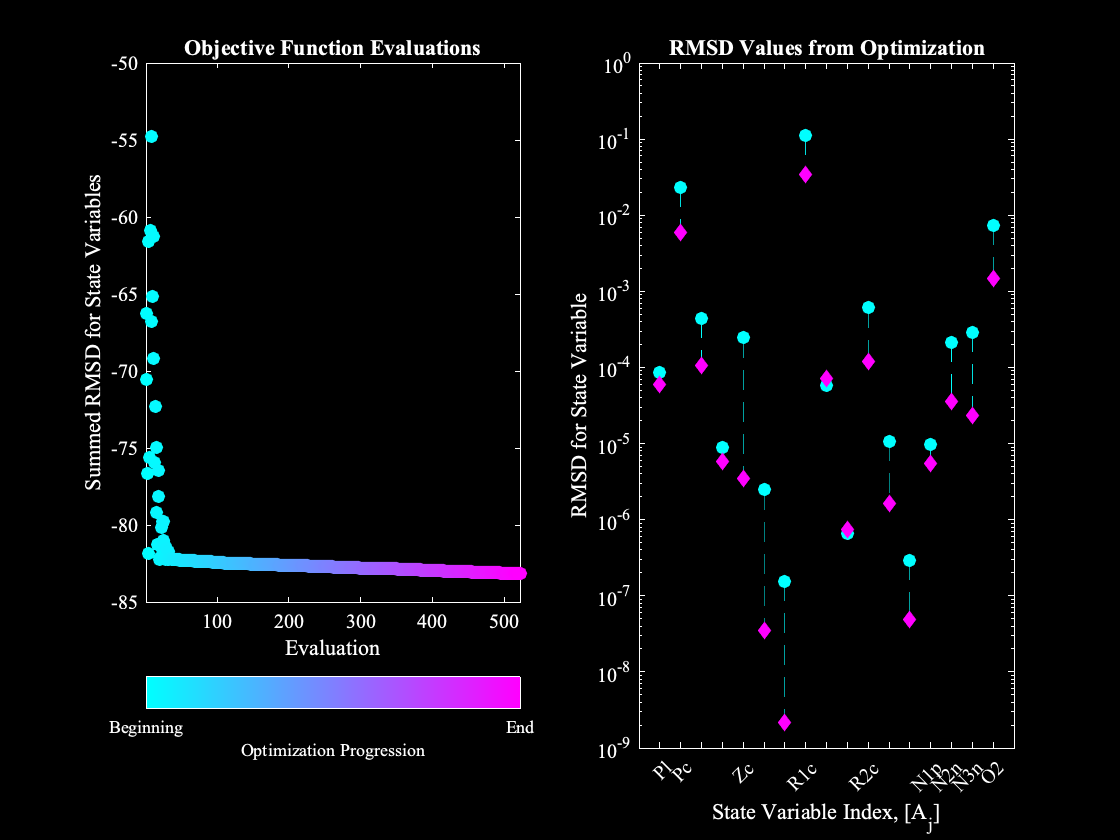 Objective Function Evaluations
Summed RMSD for State Variables
-50
-55
-60
-65
-70
-75
-80
-85
100 200 300 400 500
Evaluation
Beginning End
Optimization Progression
RMSD Values from Optimization
RMSD for State Variable
10^0
10^-1
10^-2
10^-3
10^-4
10^-5
10^-6
10^-7
10^-8
10^-9
P1 Pc Zc R1c R2c N1p N2n N3n O2
State Variable Index, [A_j]